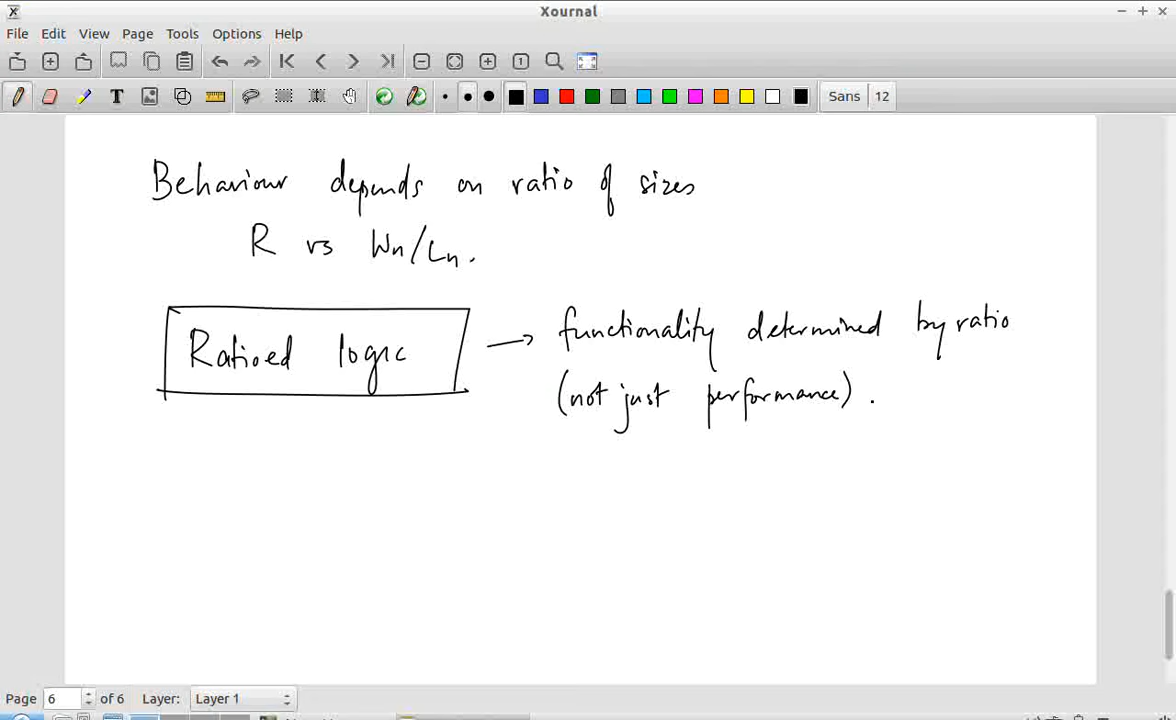 Xournal
File Edit View Page Tools Options Help
Sans 12
Behaviour depends on ratio of sizes
R vs Wn/Ln.
Ratioed logic → functionality determined by ratio
(not just performance).
Page 6 of 6 Layer: Layer 1